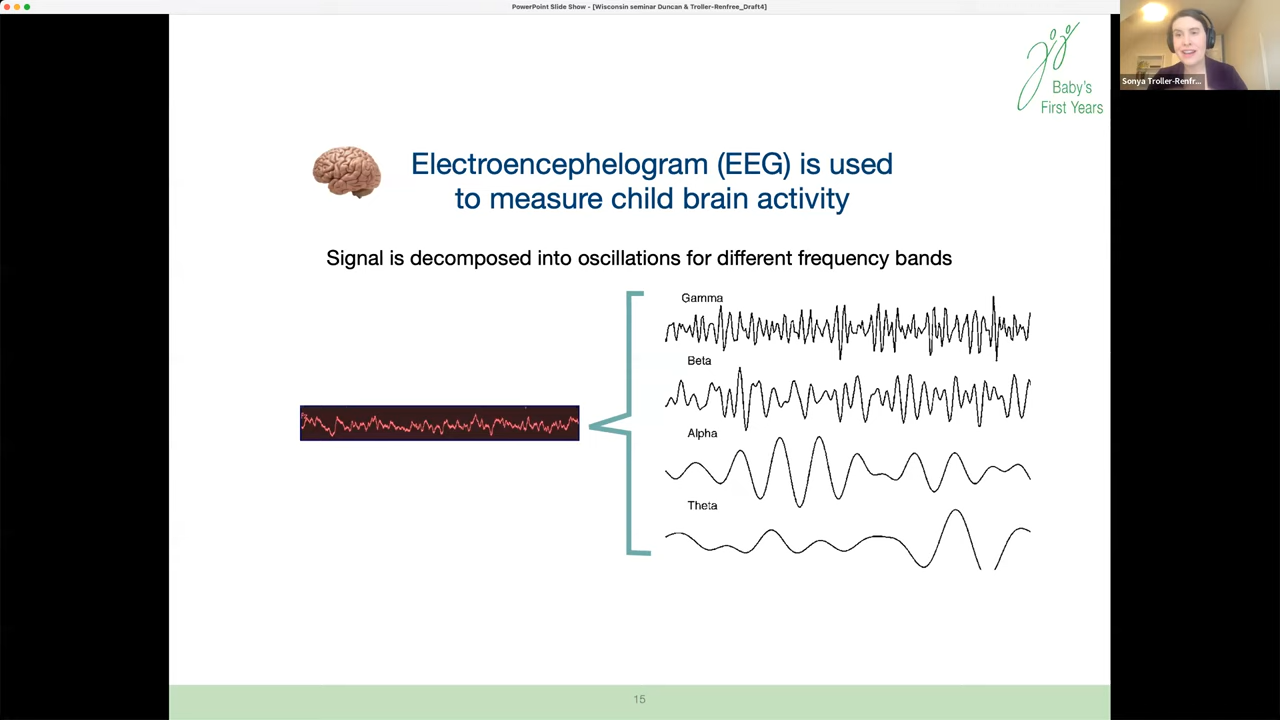 PowerPoint Slide Show - [Wisconsin seminar Duncan & Troller-Renfree_Draft4]
Sonya Troller-Renfr...
Baby's
First Years
Electroencephelogram (EEG) is used
to measure child brain activity
Signal is decomposed into oscillations for different frequency bands
Gamma
Beta
Alpha
Theta
15